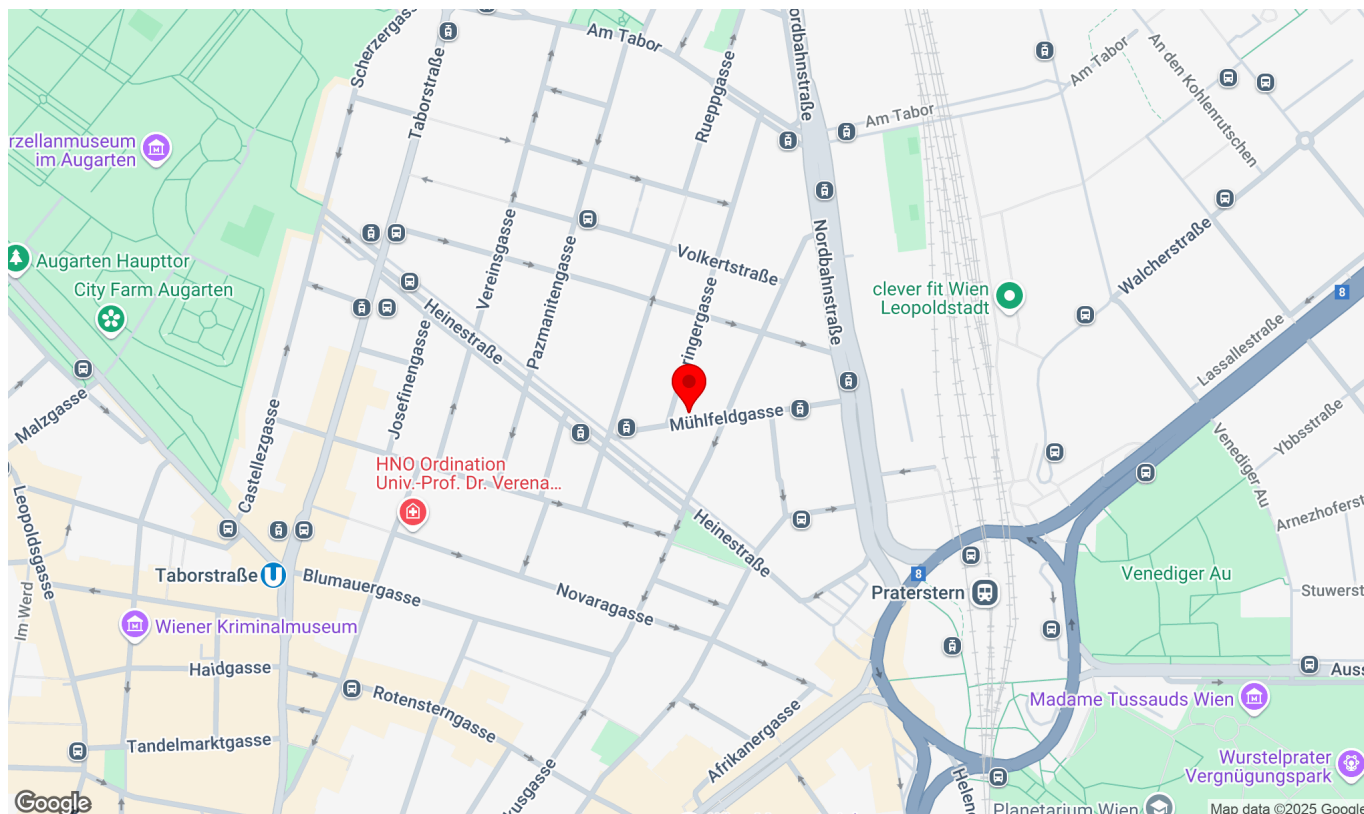 Am Tabor
Scherzergasse
Taborstraße
Rueppgasse
Nordbahnstraße
Am Tabor
An den Kohlenrutschen
Am Tabor
rzellanmuseum
im Augarten
Augarten Haupttor
City Farm Augarten
Heinestraße
Vereinsgasse
Pazmanitengasse
Volkertstraße
ringergasse
Nordbahnstraße
clever fit Wien
Leopoldstadt
Walcherstraße
8
Lassallestraße
Malzgasse
Castellezgasse
Josefinengasse
Mühlfeldgasse
Ybbsstraße
Venediger Au
HNO Ordination
Univ.-Prof. Dr. Verena…
Leopoldsgasse
Heinestraße
Arnezhoferst
Taborstraße
U
Blumauergasse
Novaragasse
8
Praterstern
Venediger Au
Stuwerst
Im Werd
Wiener Kriminalmuseum
Haidgasse
Rotensterngasse
Auss
Madame Tussauds Wien
Tandelmarktgasse
Afrikanergasse
usgasse
Helene
Wurstelprater
Vergnügungspark
Planetarium Wien
Google
Map data ©2025 Google